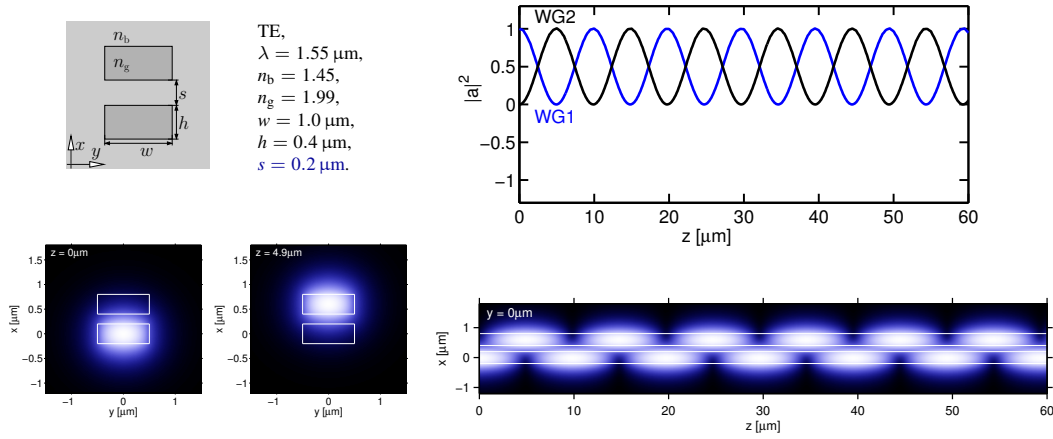 n_b
n_g
s
h
x
y
w
TE,
λ = 1.55 μm,
n_b = 1.45,
n_g = 1.99,
w = 1.0 μm,
h = 0.4 μm,
s = 0.2 μm.
1
0.5
0
−0.5
−1
|a|²
WG2
WG1
0 10 20 30 40 50 60
z [μm]
z = 0μm
1.5
1
0.5
0
−0.5
−1
x [μm]
−1 0 1
y [μm]
z = 4.9μm
1.5
1
0.5
0
−0.5
−1
x [μm]
−1 0 1
y [μm]
y = 0μm
1
0
−1
x [μm]
0 10 20 30 40 50 60
z [μm]